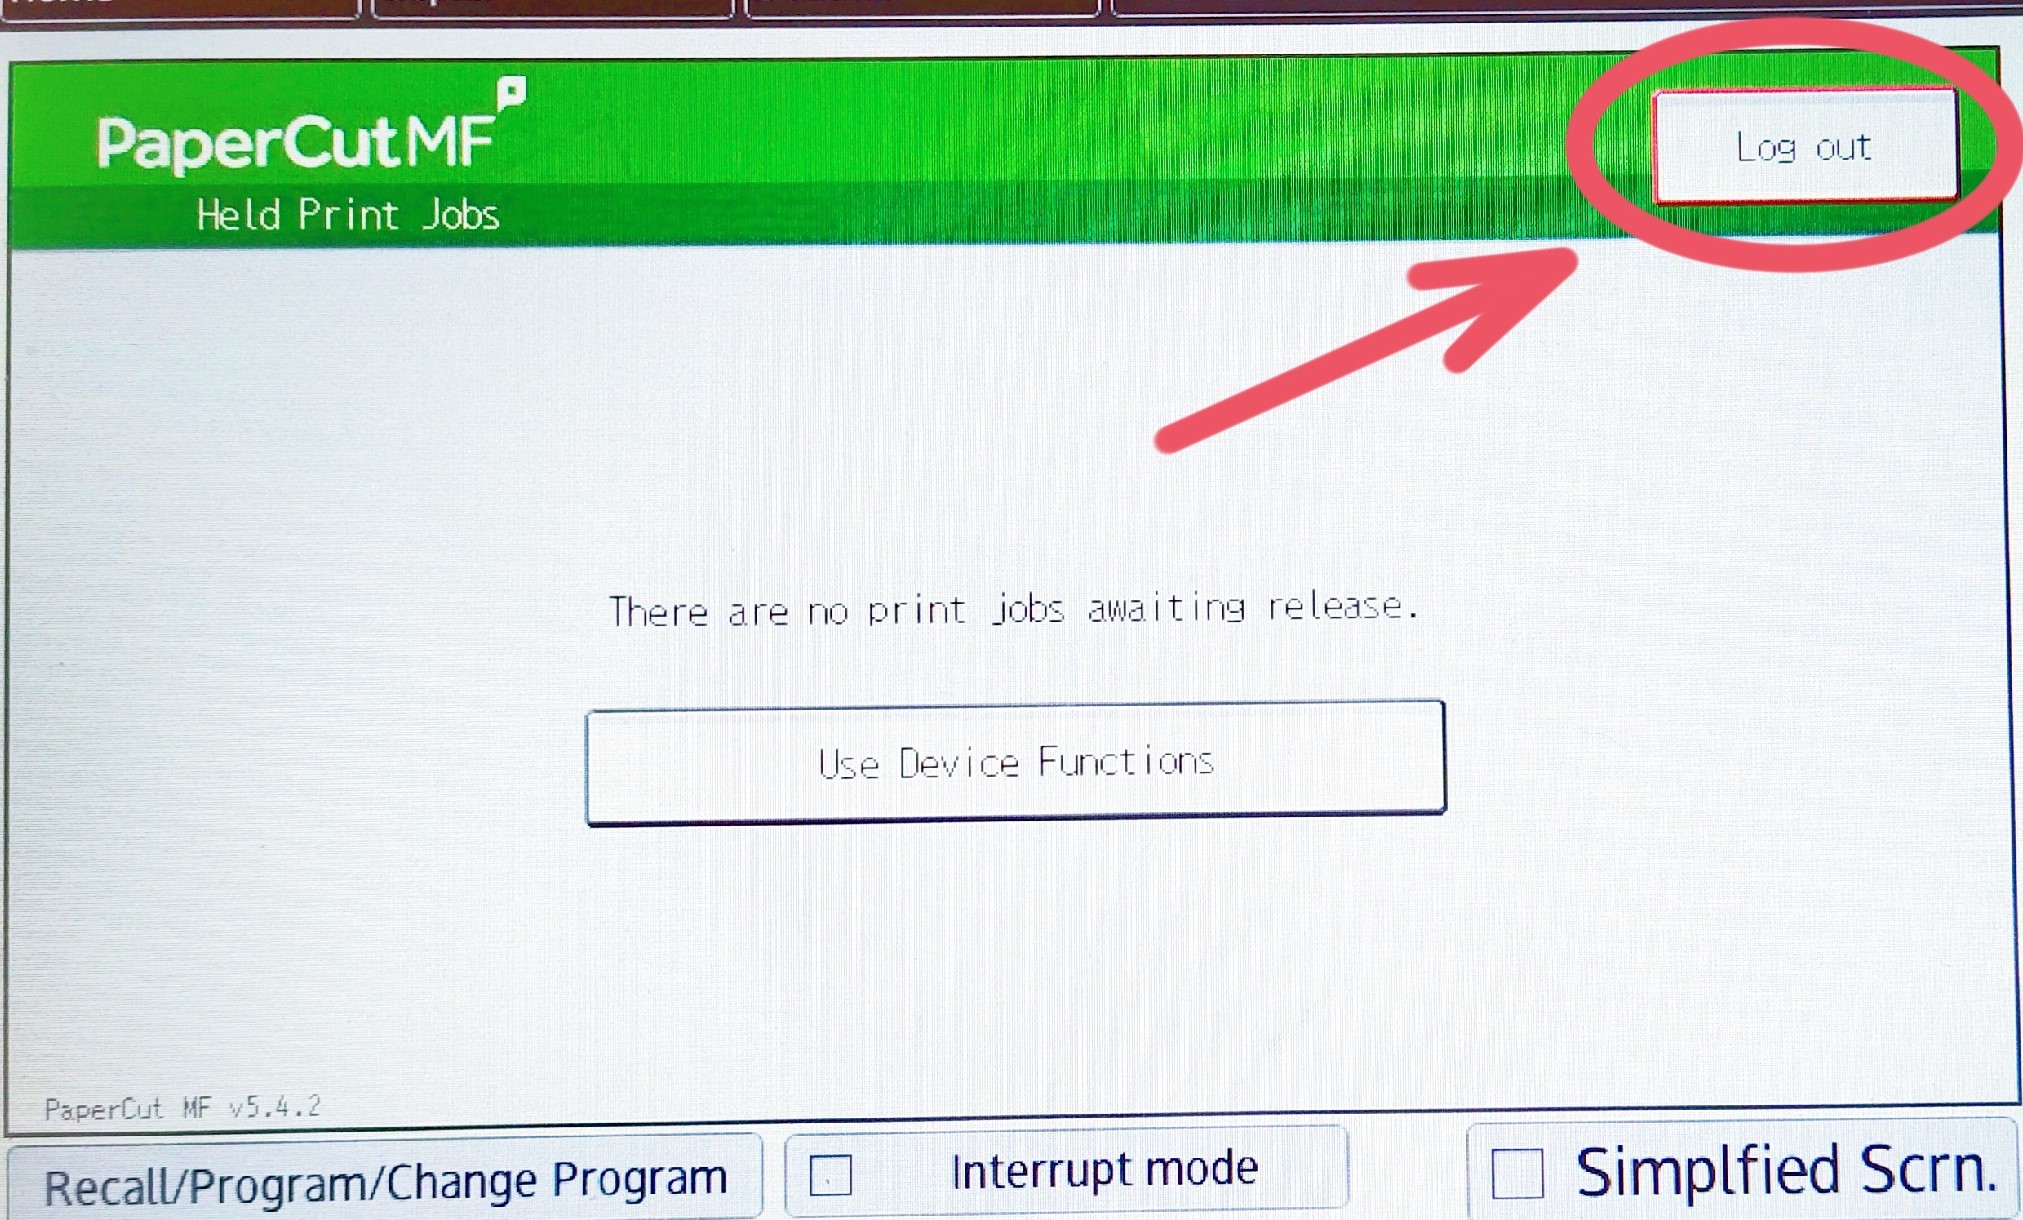 PaperCut MF
Log out
Held Print Jobs
There are no print jobs awaiting release.
Use Device Functions
PaperCut MF v5.4.2
Recall/Program/Change Program
Interrupt mode
Simplfied Scrn.